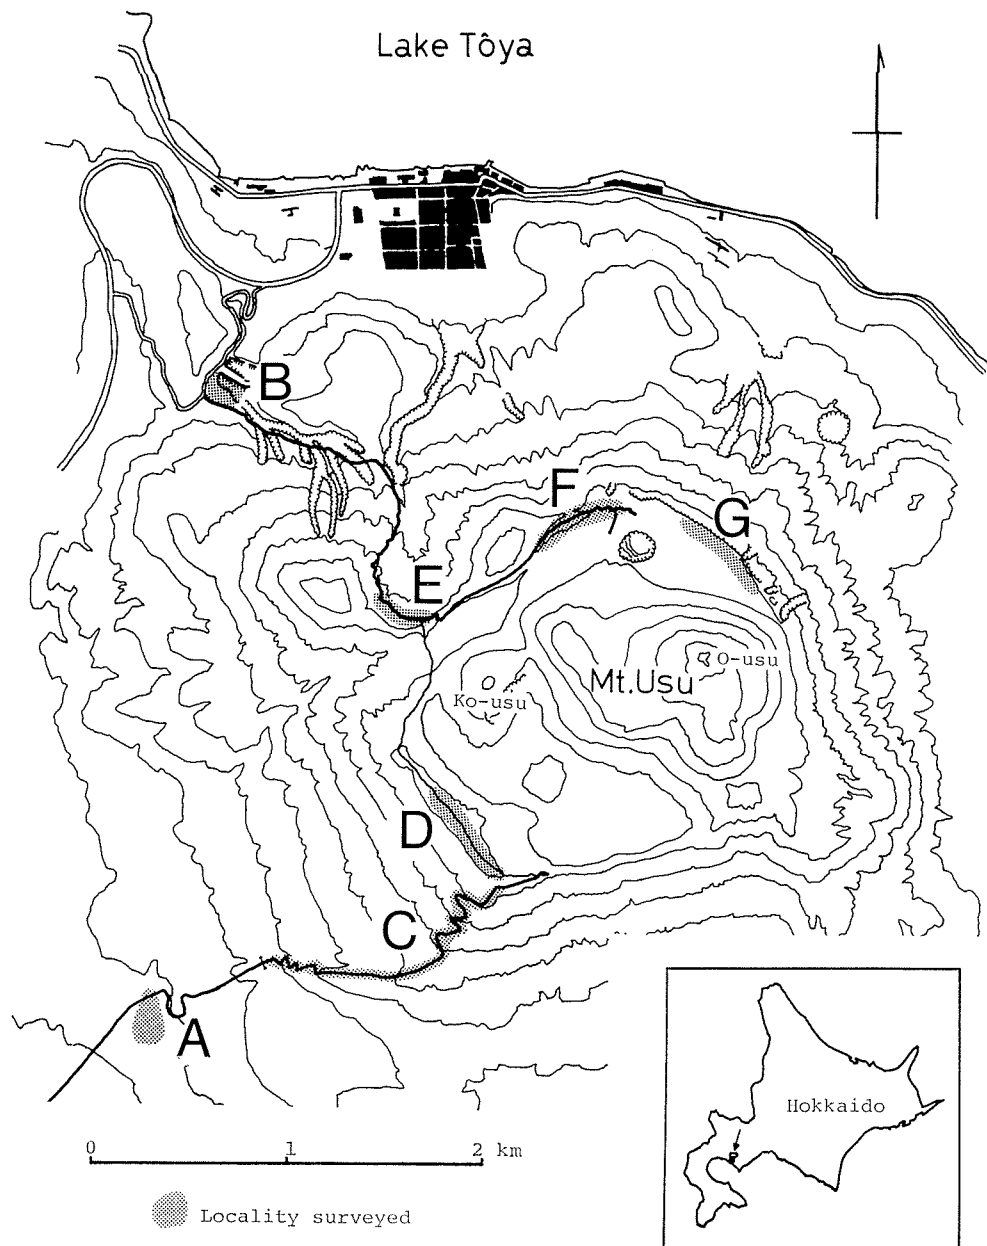 Lake Tôya
B
F
G
E
O-usu
Mt.Usu
Ko-usu
D
C
A
Hokkaido
0 1 2 km
Locality surveyed